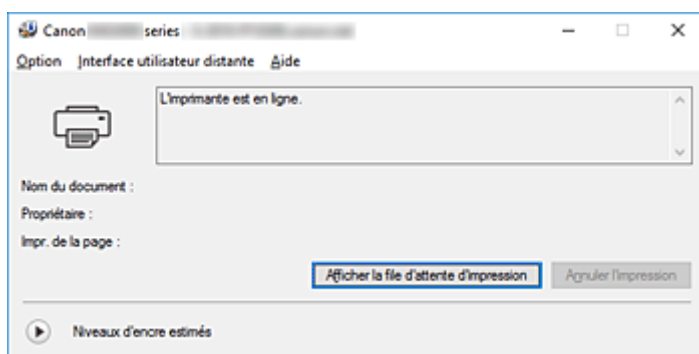 Canon series
Option Interface utilisateur distante Aide
L'imprimante est en ligne.
Nom du document :
Propriétaire :
Impr. de la page :
Afficher la file d'attente d'impression Annuler l'impression
Niveaux d'encre estimés